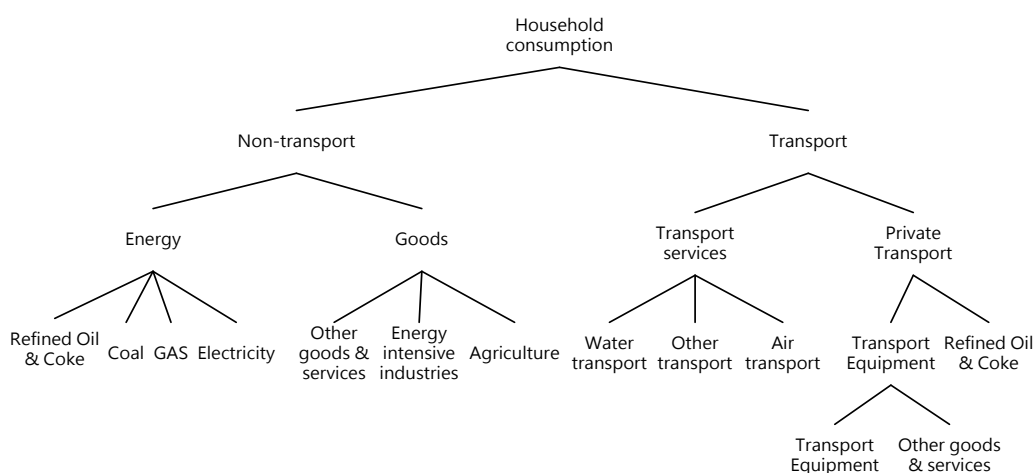 Household
consumption
Non-transport
Transport
Energy
Goods
Transport
services
Private
Transport
Refined Oil
& Coke
Coal
GAS
Electricity
Other
goods &
services
Energy
intensive
industries
Agriculture
Water
transport
Other
transport
Air
transport
Transport
Equipment
Refined Oil
& Coke
Transport
Equipment
Other goods
& services